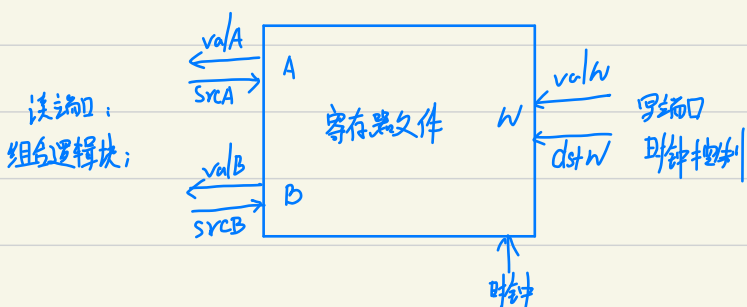 valA
A
srcA
读端口:
组合逻辑块;
valB
B
srcB
寄存器文件
W
valW
dstW
写端口
时钟控制
时钟